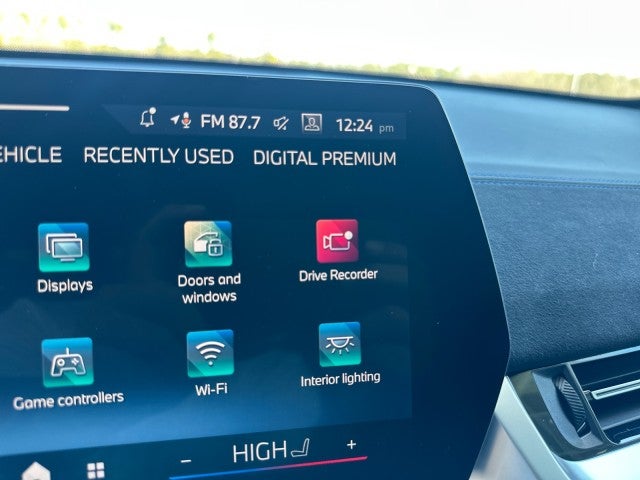 FM 87.7 12:24 pm
EHICLE RECENTLY USED DIGITAL PREMIUM
Displays
Doors and
windows
Drive Recorder
Game controllers
Wi-Fi
Interior lighting
- HIGH +